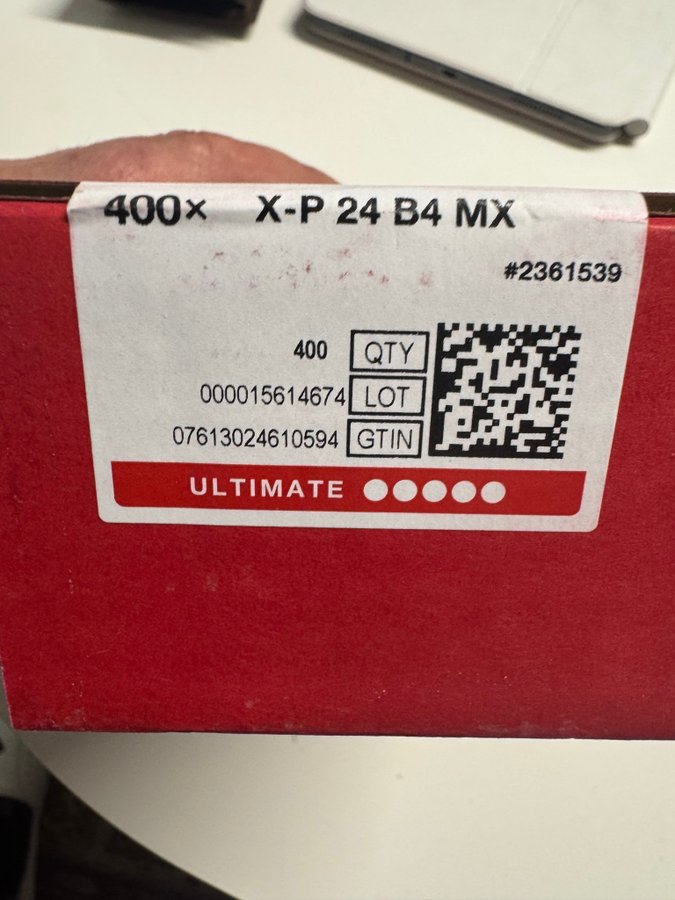 400× X-P 24 B4 MX
#2361539
400 QTY
000015614674 LOT
07613024610594 GTIN
ULTIMATE